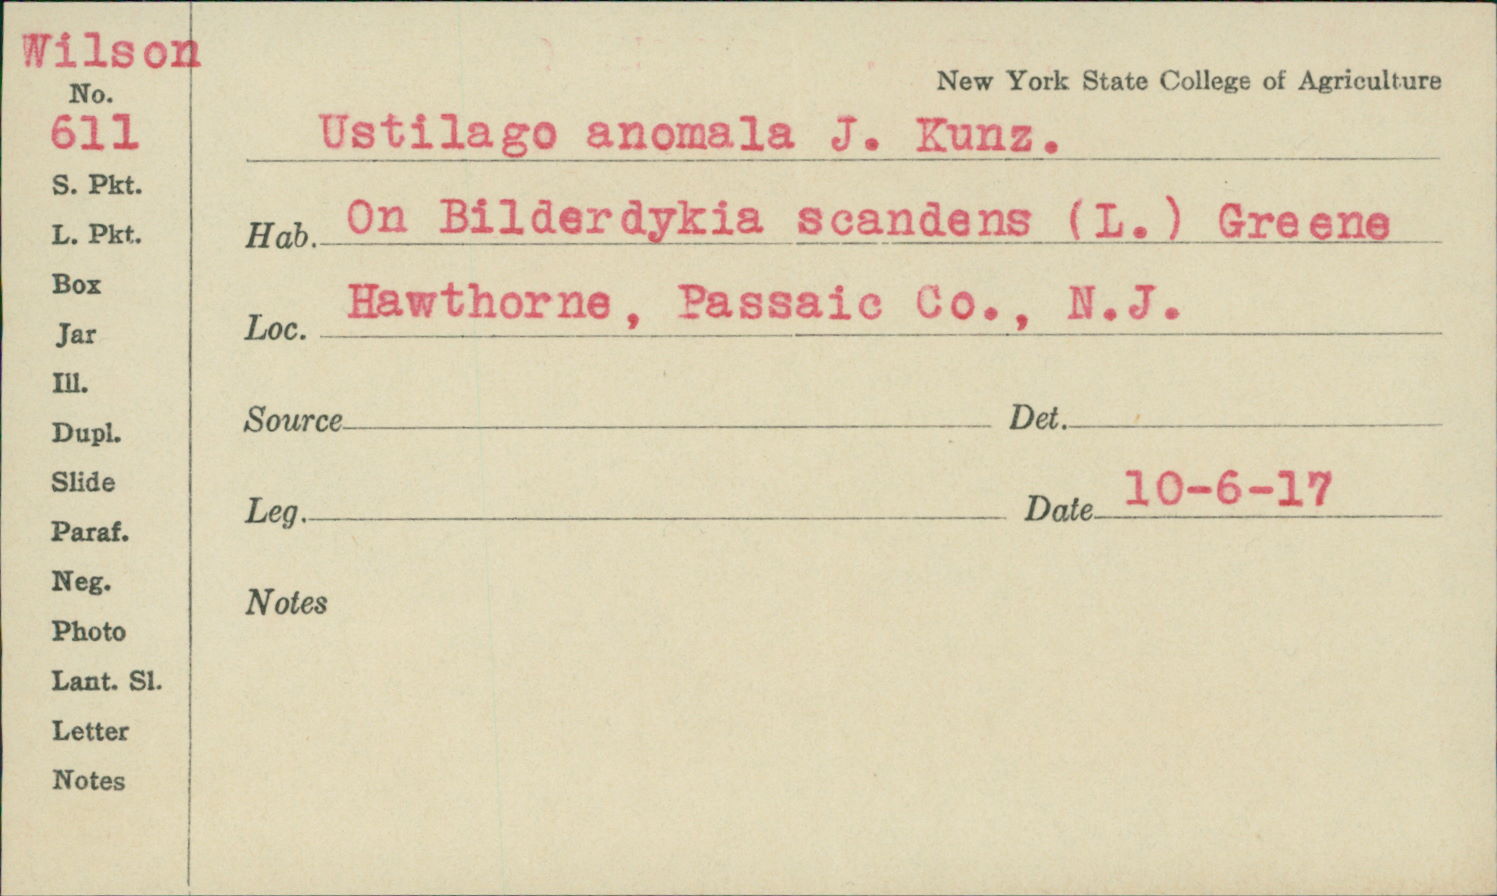 Wilson
No.
611
S. Pkt.
L. Pkt.
Box
Jar
Ill.
Dupl.
Slide
Paraf.
Neg.
Photo
Lant. Sl.
Letter
Notes
New York State College of Agriculture
Ustilago anomala J. Kunz.
Hab. On Bilderdykia scandens (L.) Greene
Loc. Hawthorne, Passaic Co., N.J.
Source Det.
Leg. Date 10-6-17
Notes